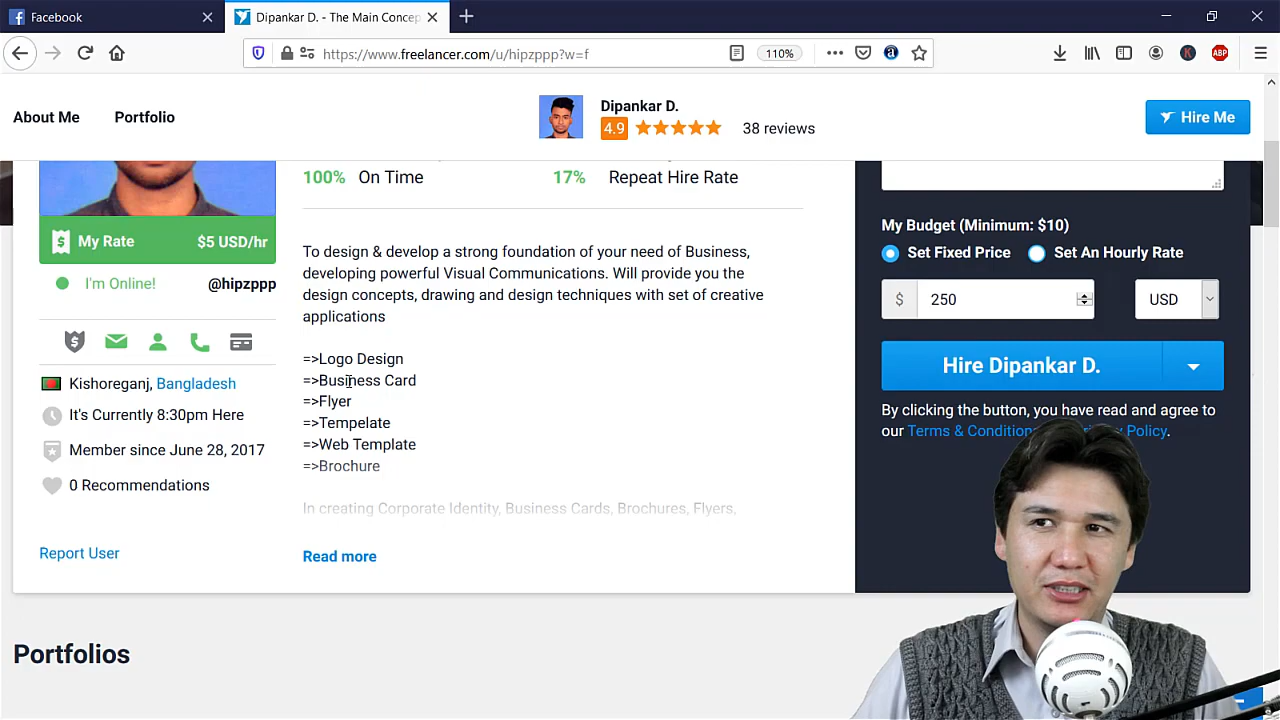 Facebook
Dipankar D. - The Main Concep
https://www.freelancer.com/u/hipzppp?w=f
110%
ABP
About Me
Portfolio
Dipankar D.
4.9
38 reviews
Hire Me
100% On Time
17% Repeat Hire Rate
My Rate
$5 USD/hr
I'm Online!
@hipzppp
Kishoreganj, Bangladesh
It's Currently 8:30pm Here
Member since June 28, 2017
0 Recommendations
Report User
To design & develop a strong foundation of your need of Business,
developing powerful Visual Communications. Will provide you the
design concepts, drawing and design techniques with set of creative
applications
=>Logo Design
=>Business Card
=>Flyer
=>Tempelate
=>Web Template
=>Brochure
In creating Corporate Identity, Business Cards, Brochures, Flyers,
Read more
My Budget (Minimum: $10)
Set Fixed Price
Set An Hourly Rate
$ 250
USD
Hire Dipankar D.
By clicking the button, you have read and agree to
our Terms & Condition Policy.
Portfolios